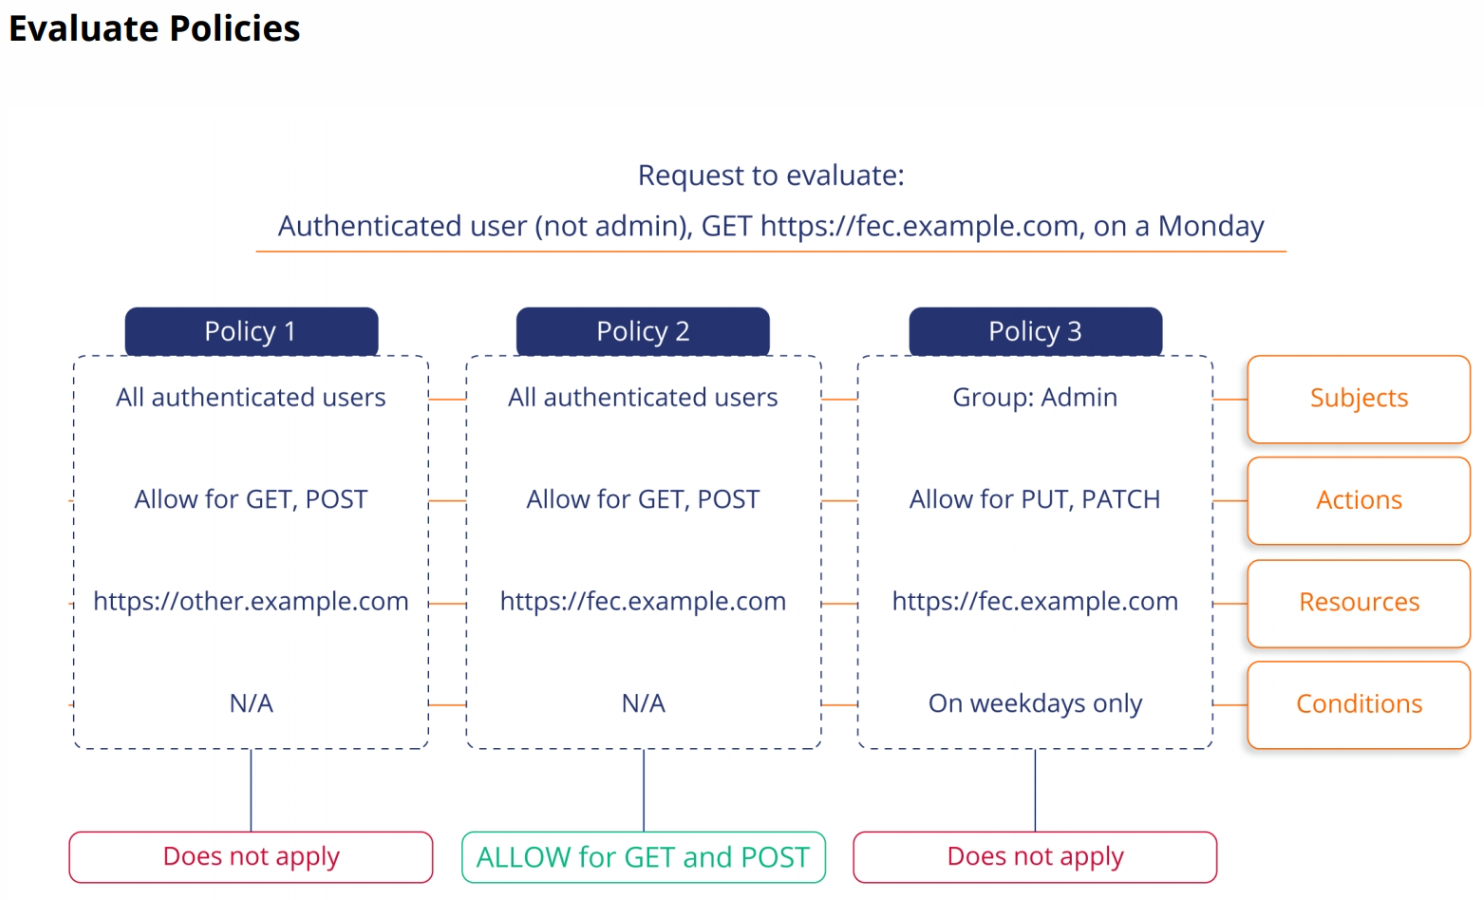 Evaluate Policies
Request to evaluate:
Authenticated user (not admin), GET https://fec.example.com, on a Monday
Policy 1
Policy 2
Policy 3
All authenticated users
All authenticated users
Group: Admin
Subjects
Allow for GET, POST
Allow for GET, POST
Allow for PUT, PATCH
Actions
https://other.example.com
https://fec.example.com
https://fec.example.com
Resources
N/A
N/A
On weekdays only
Conditions
Does not apply
ALLOW for GET and POST
Does not apply